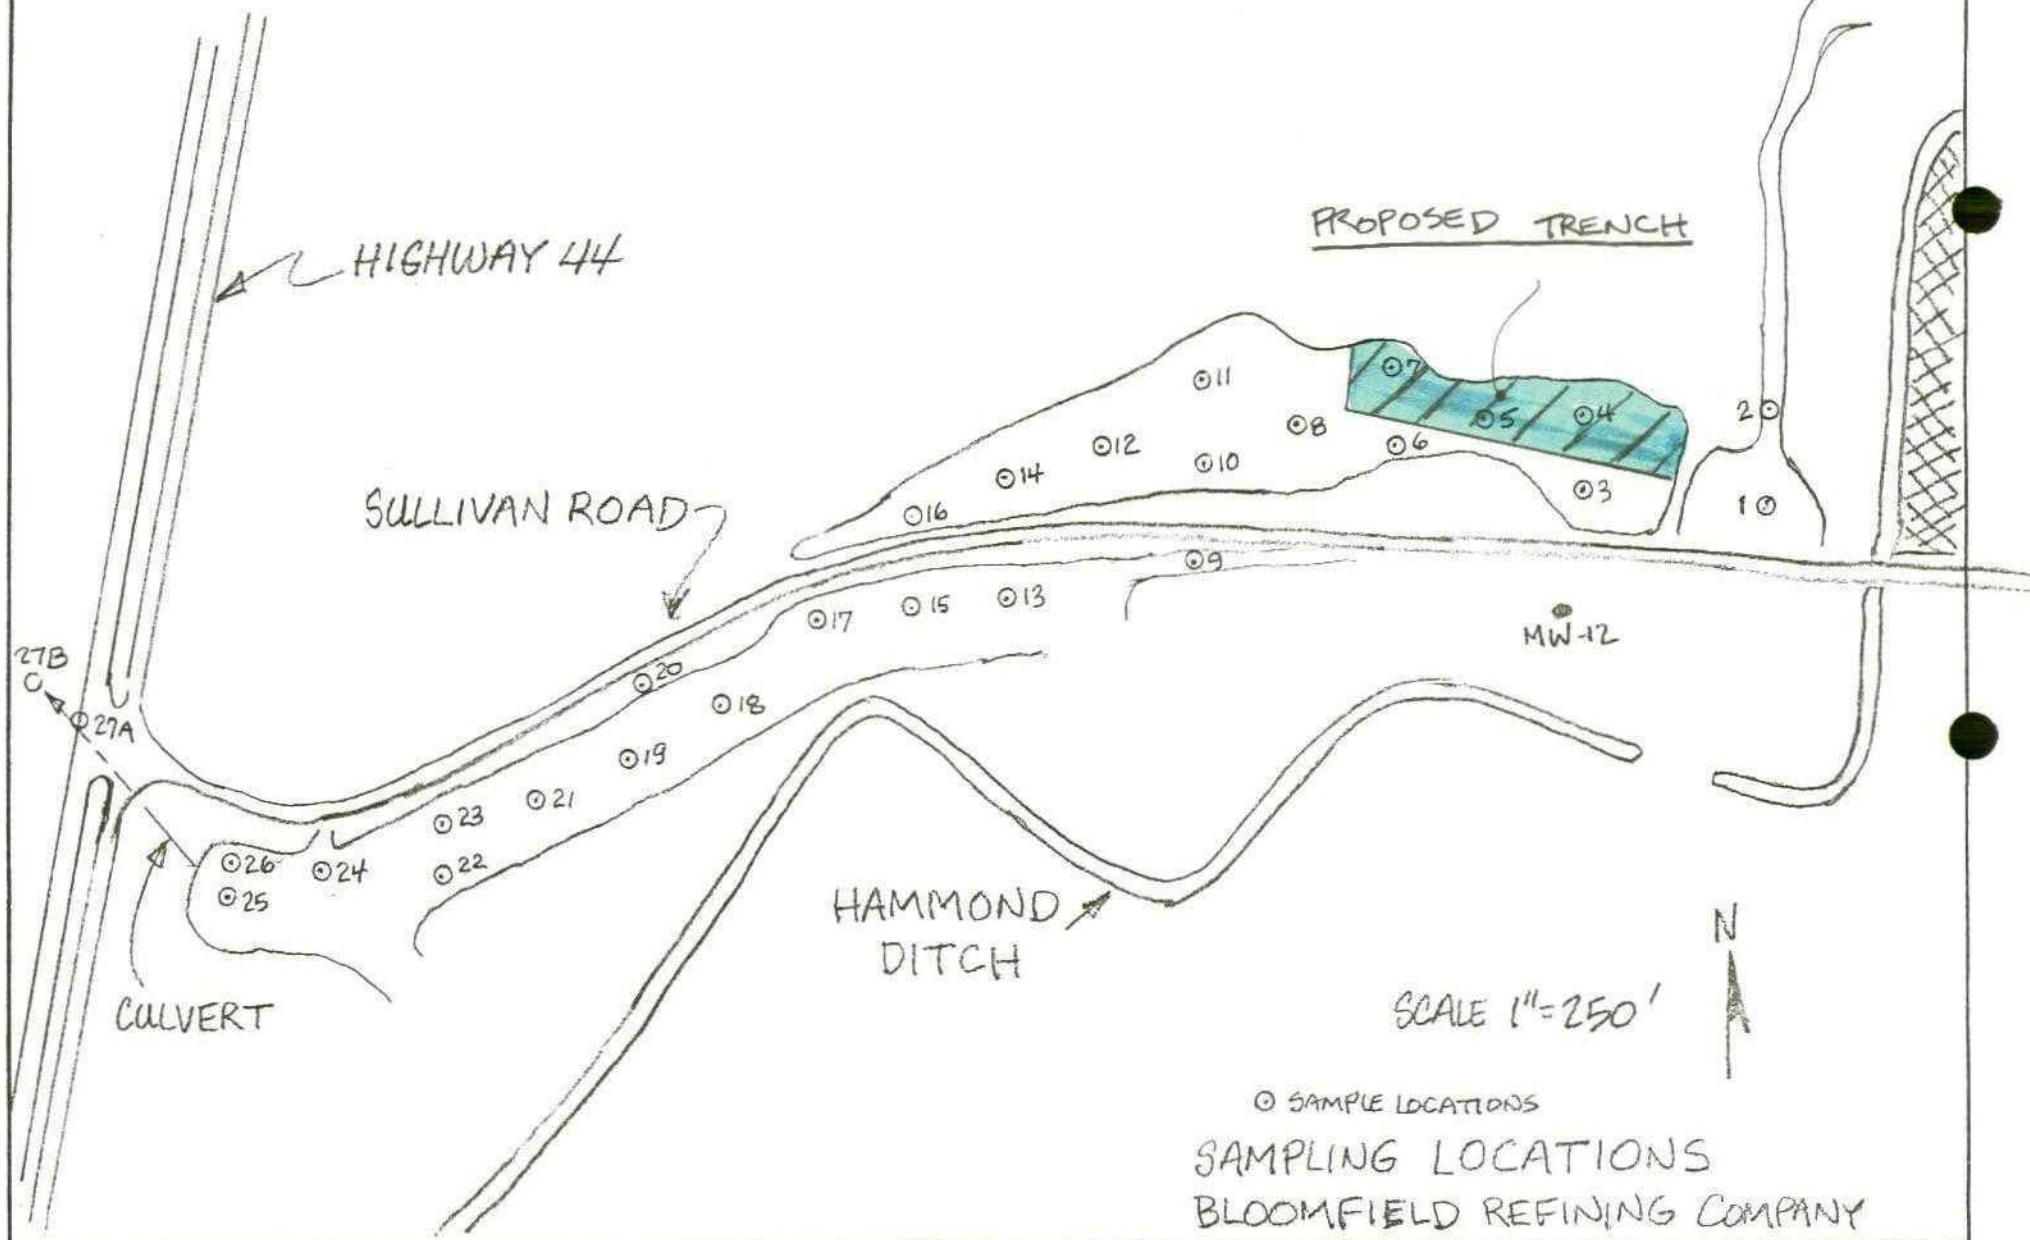 HIGHWAY 44
PROPOSED TRENCH
7
11
5
4
2
8
12
6
10
14
3
1
SULLIVAN ROAD
16
9
13
15
17
MW-12
27B
20
18
27A
19
21
23
26
24
22
25
HAMMOND
DITCH
N
CULVERT
SCALE 1"=250'
SAMPLE LOCATIONS
SAMPLING LOCATIONS
BLOOMFIELD REFINING COMPANY